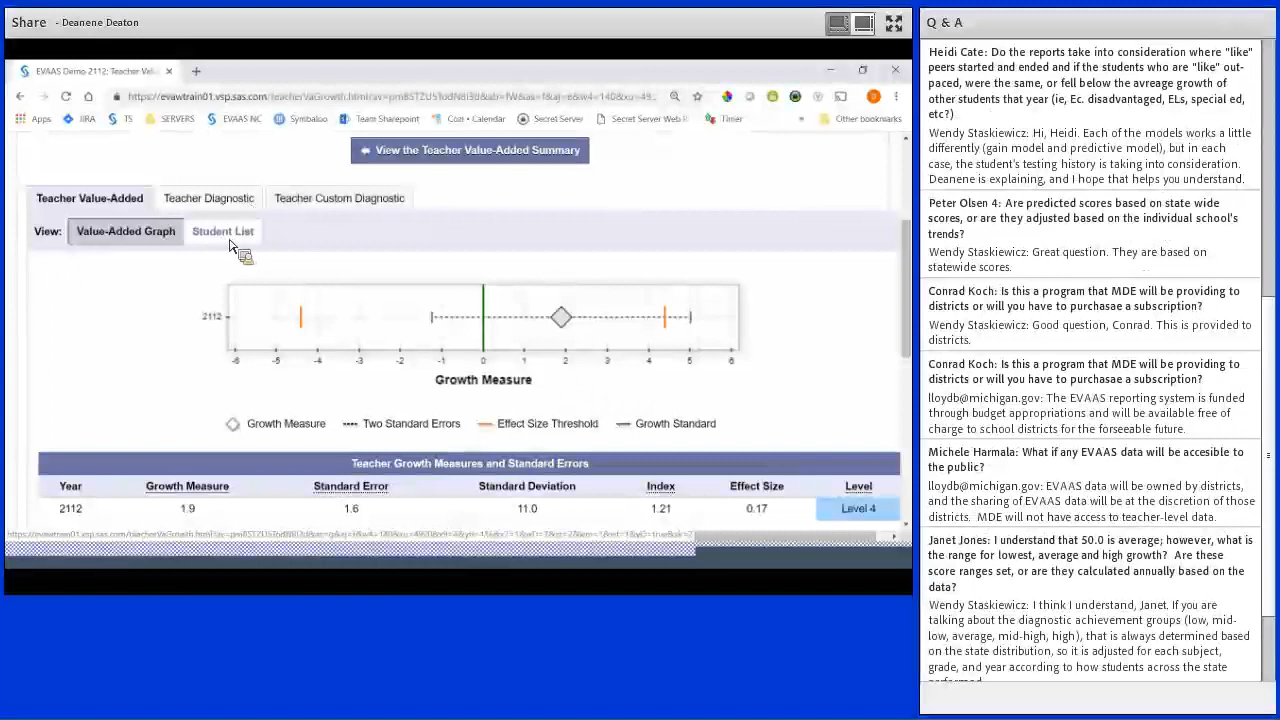 Share - Deanene Deaton
EVAAS Demo 2112: Teacher Val
Apps JIRA TS SERVERS EVAAS NC Symbaloo Team Sharepoint Cori • Calendar Secret Server Secret Server Web Timer » Other bookmarks
View the Teacher Value-Added Summary
Teacher Value-Added Teacher Diagnostic Teacher Custom Diagnostic
View: Value-Added Graph Student List
2112
-6 -5 -4 -3 -2 -1 0 1 2 3 4 5 6
Growth Measure
Growth Measure Two Standard Errors Effect Size Threshold Growth Standard
Teacher Growth Measures and Standard Errors
Year Growth Measure Standard Error Standard Deviation Index Effect Size Level
2112 1.9 1.6 11.0 1.21 0.17 Level 4
Q & A
Heidi Cate: Do the reports take into consideration where "like"
peers started and ended and if the students who are "like" out-
paced, were the same, or fell below the avreage growth of
other students that year (ie, Ec. disadvantaged, ELs, special ed,
etc?)
Wendy Staskiewicz: Hi, Heidi. Each of the models works a little
differently (gain model and predictive model), but in each
case, the student's testing history is taking into consideration.
Deanene is explaining, and I hope that helps you understand.
Peter Olsen 4: Are predicted scores based on state wide
scores, or are they adjusted based on the individual school's
trends?
Wendy Staskiewicz: Great question. They are based on
statewide scores.
Conrad Koch: Is this a program that MDE will be providing to
districts or will you have to purchasae a subscription?
Wendy Staskiewicz: Good question, Conrad. This is provided to
districts.
Conrad Koch: Is this a program that MDE will be providing to
districts or will you have to purchasae a subscription?
lloydb@michigan.gov: The EVAAS reporting system is funded
through budget appropriations and will be available free of
charge to school districts for the forseeable future.
Michele Harmala: What if any EVAAS data will be accesible to
the public?
lloydb@michigan.gov: EVAAS data will be owned by districts,
and the sharing of EVAAS data will be at the discretion of those
districts. MDE will not have access to teacher-level data.
Janet Jones: I understand that 50.0 is average; however, what is
the range for lowest, average and high growth? Are these
score ranges set, or are they calculated annually based on the
data?
Wendy Staskiewicz: I think I understand, Janet. If you are
talking about the diagnostic achievement groups (low, mid-
low, average, mid-high, high), that is always determined based
on the state distribution, so it is adjusted for each subject,
grade, and year according to how students across the state